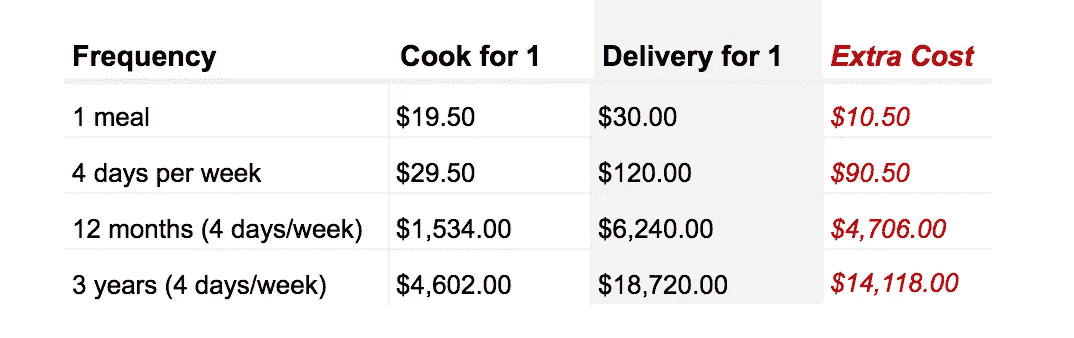 Frequency Cook for 1 Delivery for 1 Extra Cost
1 meal $19.50 $30.00 $10.50
4 days per week $29.50 $120.00 $90.50
12 months (4 days/week) $1,534.00 $6,240.00 $4,706.00
3 years (4 days/week) $4,602.00 $18,720.00 $14,118.00